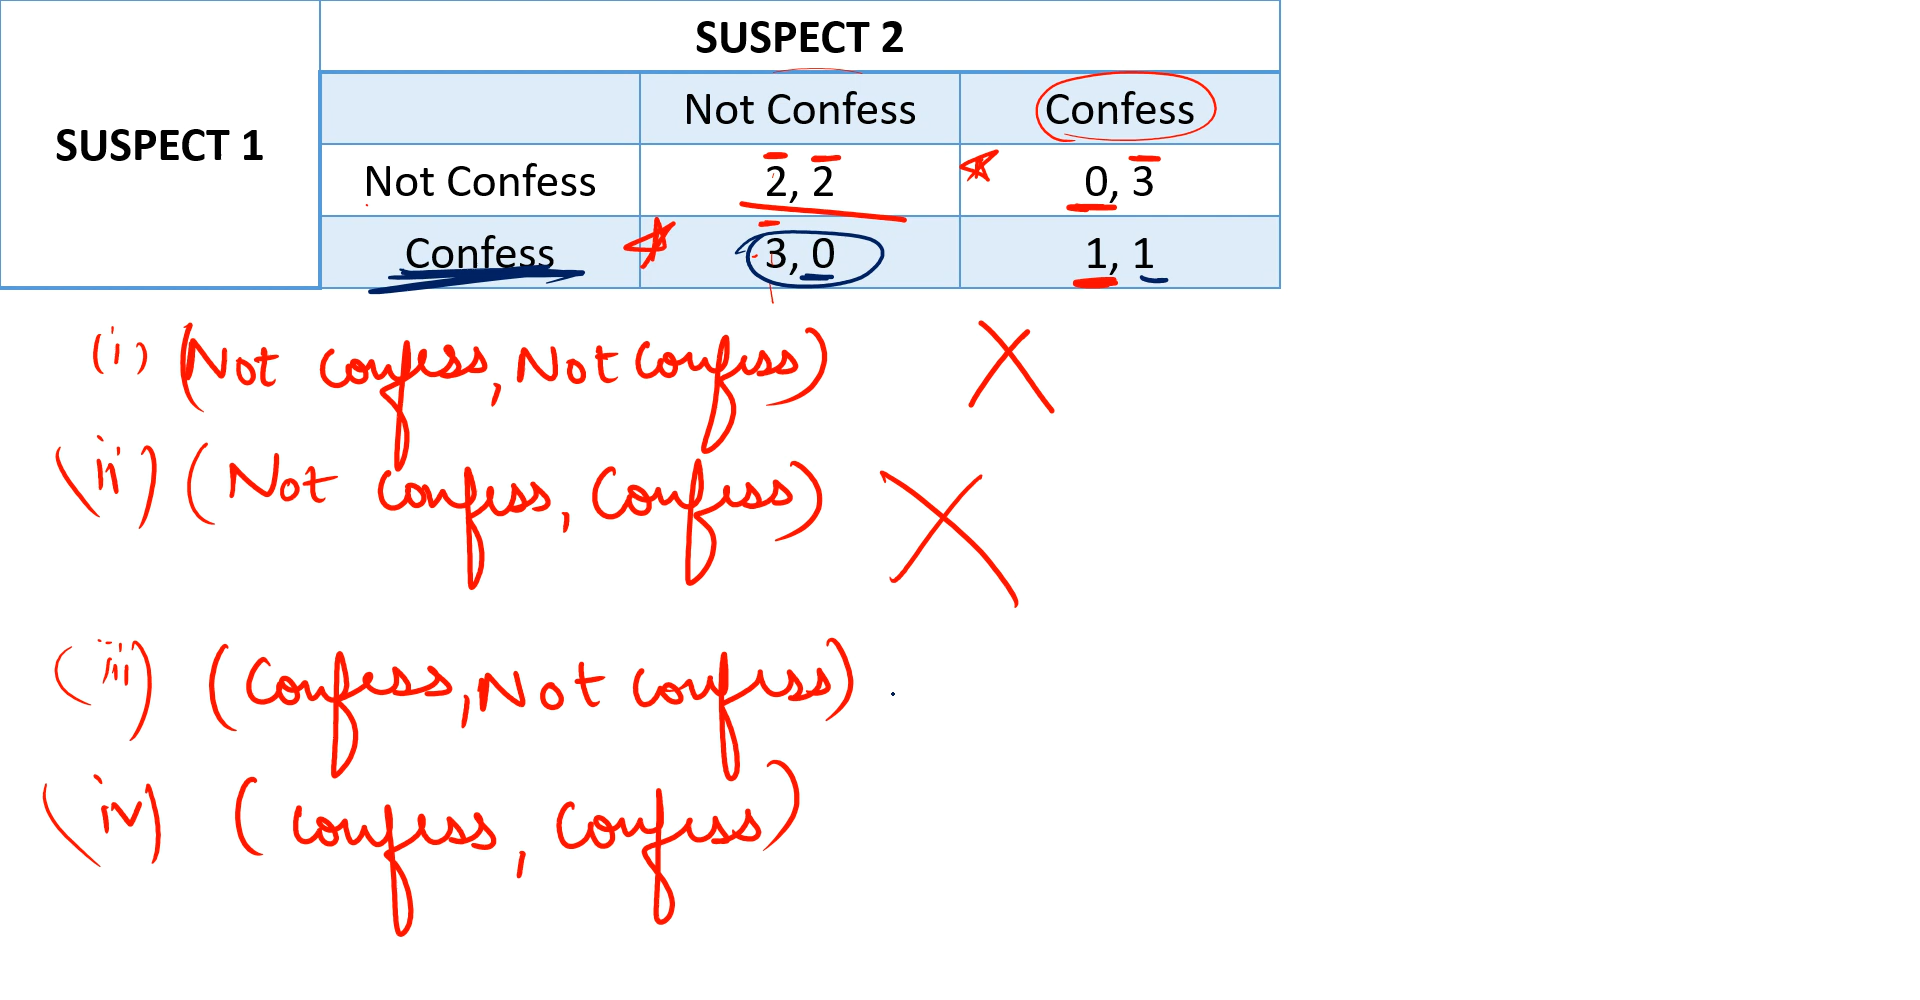 SUSPECT 2
SUSPECT 1
Not Confess Confess
Not Confess 2, 2 0, 3
Confess 3, 0 1, 1
(i) (Not Confess, Not Confess)
(ii) (Not Confess, Confess)
(iii) (Confess, Not Confess)
(iv) (Confess, Confess)